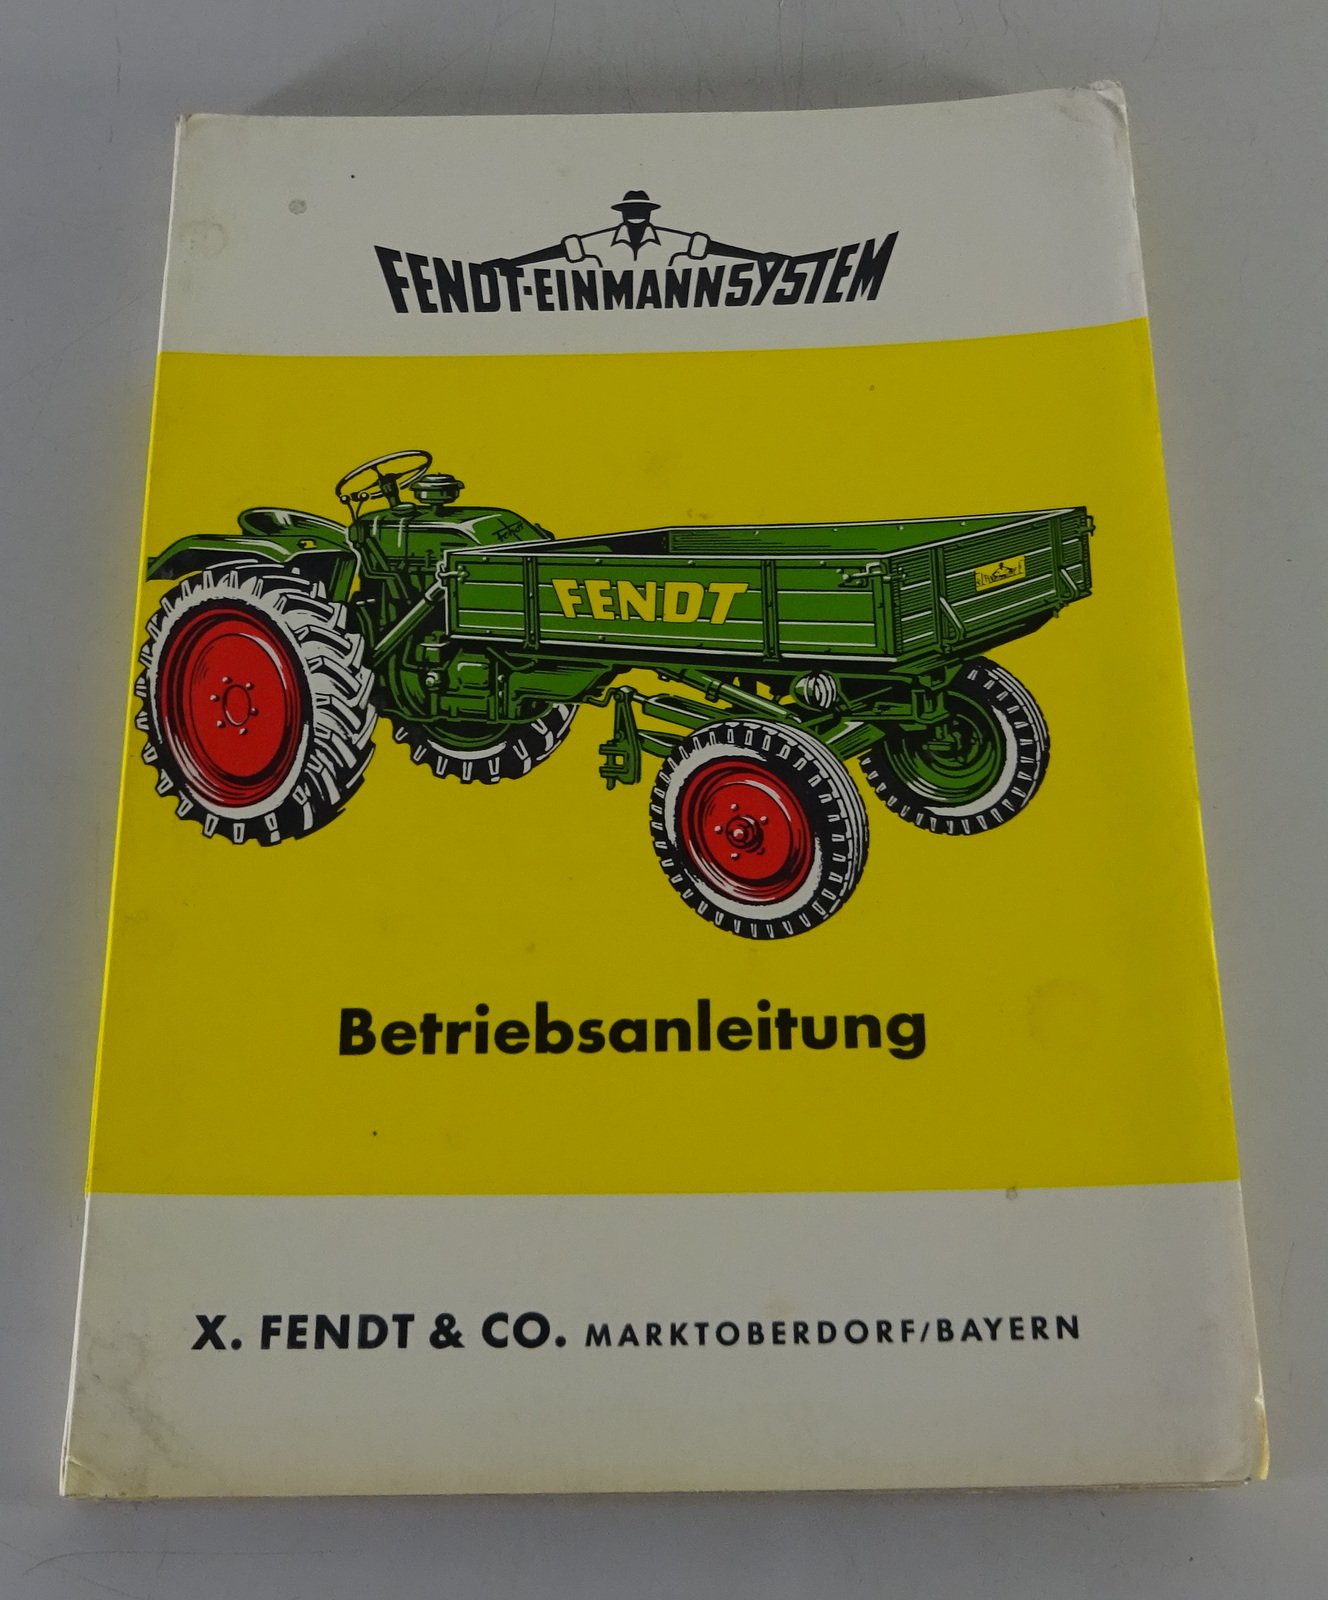 FENDT-EINMANNSYSTEM
FENDT
Betriebsanleitung
X. FENDT & CO. MARKTOBERDORF/BAYERN